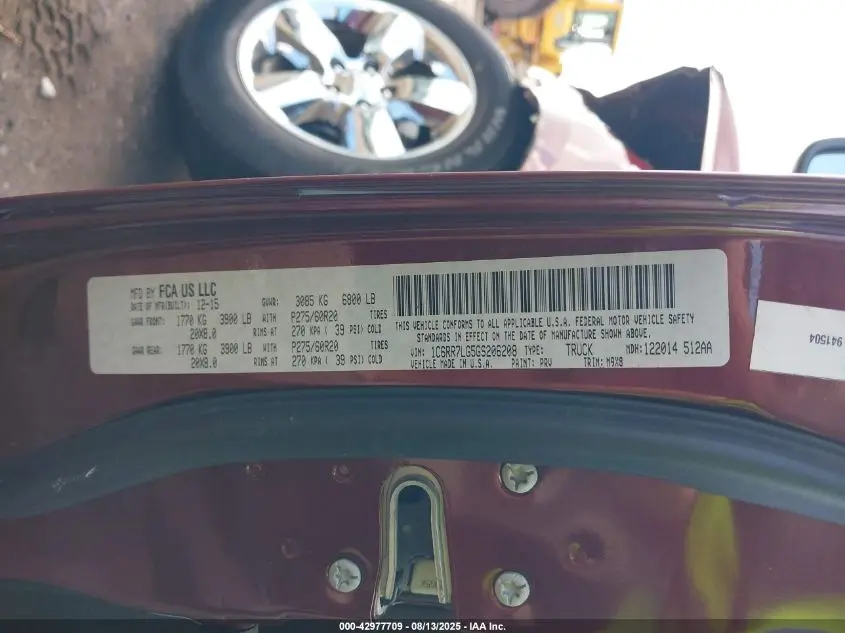 MFD BY FCA US LLC
DATE OF MFR(BUILT): 12-15 GVWR: 3085 KG 6800 LB
GAWR FRONT: 1770 KG 3900 LB WITH P275/60R20 TIRES
20X8.0 RIMS AT 270 KPA ( 39 PSI) COLD
GAWR REAR: 1770 KG 3900 LB WITH P275/60R20 TIRES
20X8.0 RIMS AT 270 KPA ( 39 PSI) COLD
THIS VEHICLE CONFORMS TO ALL APPLICABLE U.S.A. FEDERAL MOTOR VEHICLE SAFETY
STANDARDS IN EFFECT ON THE DATE OF MANUFACTURE SHOWN ABOVE.
VIN: 1C6RR7LG5GS206208 TYPE: TRUCK MDH: 122014 512AA
VEHICLE MADE IN U.S.A. PAINT: PRV TRIM: M9X8
941504
000-42977709 - 08/13/2025 - IAA Inc.